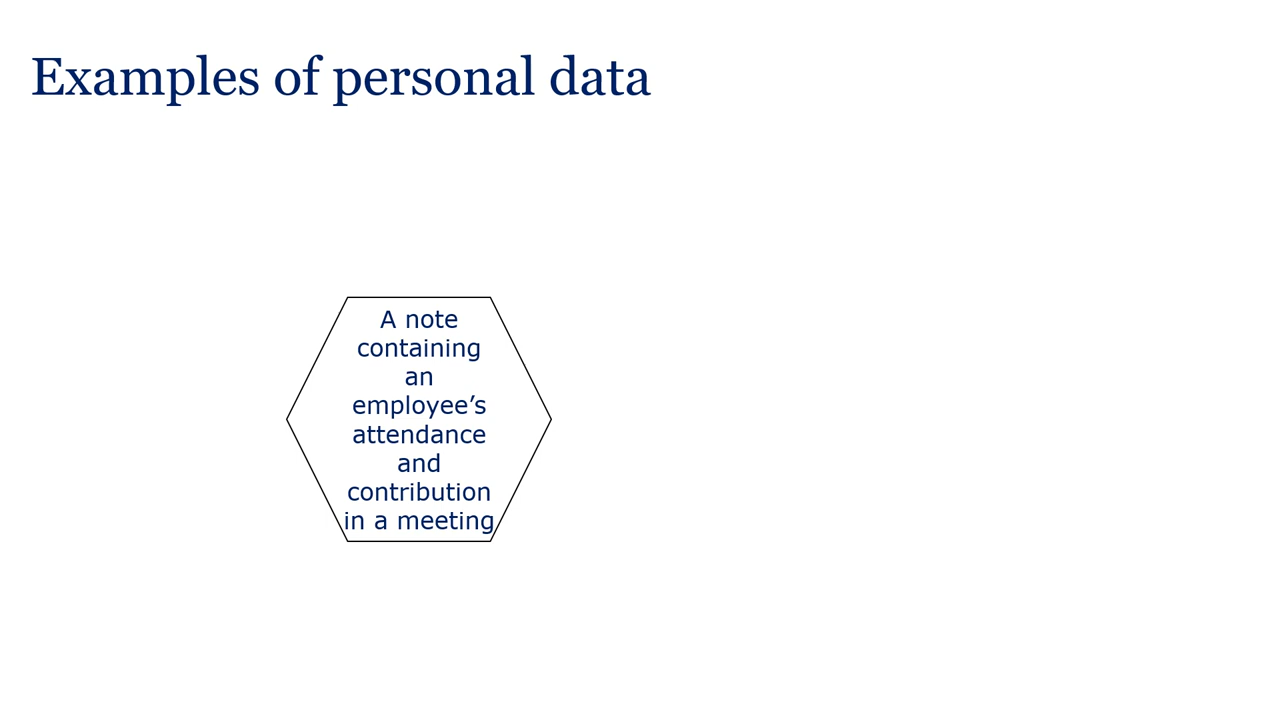 Examples of personal data
A note
containing
an
employee’s
attendance
and
contribution
in a meeting